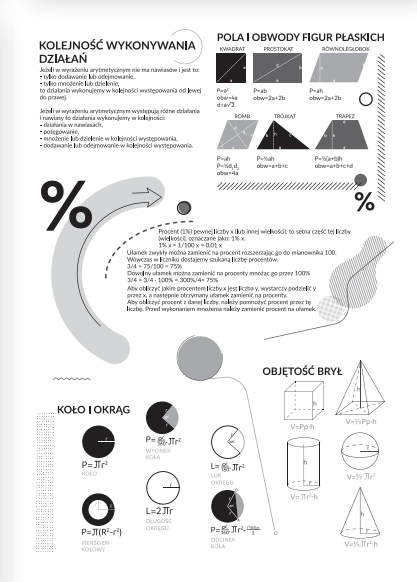 KOLEJNOŚĆ WYKONYWANIA
DZIAŁAŃ
Jeżeli w wyrażeniu arytmetycznym nie ma nawiasów i jest to:
• tylko dodawanie lub odejmowanie,
• tylko mnożenie lub dzielenie,
to działania wykonujemy w kolejności występowania od lewej
do prawej.
Jeżeli w wyrażeniu arytmetycznym występują różne działania
i nawiasy to działania wykonujemy w kolejności:
• działania w nawiasach,
• potęgowanie,
• mnożenie lub dzielenie w kolejności występowania,
• dodawanie lub odejmowanie w kolejności występowania.
POLA I OBWODY FIGUR PŁASKICH
KWADRAT PROSTOKĄT RÓWNOLEGŁOBOK
P=a²
obw=4a
d=a√2
P=ab
obw=2a+2b
P=ah
obw=2a+2b
ROMB TRÓJKĄT TRAPEZ
P=ah
P=½d₁d₂
obw=4a
P=½ah
obw=a+b+c
P=½(a+b)h
obw=a+b+c+d
%
%
Procent (1%) pewnej liczby x (lub innej wielkości), to setna część tej liczby
(wielkości), oznaczane jako: 1% x.
1% x = 1/100 x = 0,01 x
Ułamek zwykły można zamienić na procent rozszerzając go do mianownika 100.
Wówczas w liczniku dostajemy szukaną liczbę procentów.
3/4 = 75/100 = 75%
Dowolny ułamek można zamienić na procenty mnożąc go przez 100%
3/4 = 3/4 · 100% = 300%/4= 75%
Aby obliczyć jakim procentem liczby x jest liczba y, wystarczy podzielić y
przez x, a następnie otrzymany ułamek zamienić na procenty.
Aby obliczyć procent z danej liczby, należy pomnożyć procent przez tę
liczbę. Przed wykonaniem mnożenia należy zamienić procent na ułamek.
OBJĘTOŚĆ BRYŁ
V=Pp·h
V=⅓Pp·h
V=πr²·h
V=⁴⁄₃ πr³
V=⅓πr²·h
KOŁO I OKRĄG
P=πr²
KOŁO
P=π(R²-r²)
PIERŚCIEŃ
KOŁOWY
P= ·πr²
WYCINEK
KOŁA
L=2πr
DŁUGOŚĆ
OKRĘGU
L= ·πr²
ŁUK
OKRĘGU
P= ·πr²-
ODCINEK
KOŁA